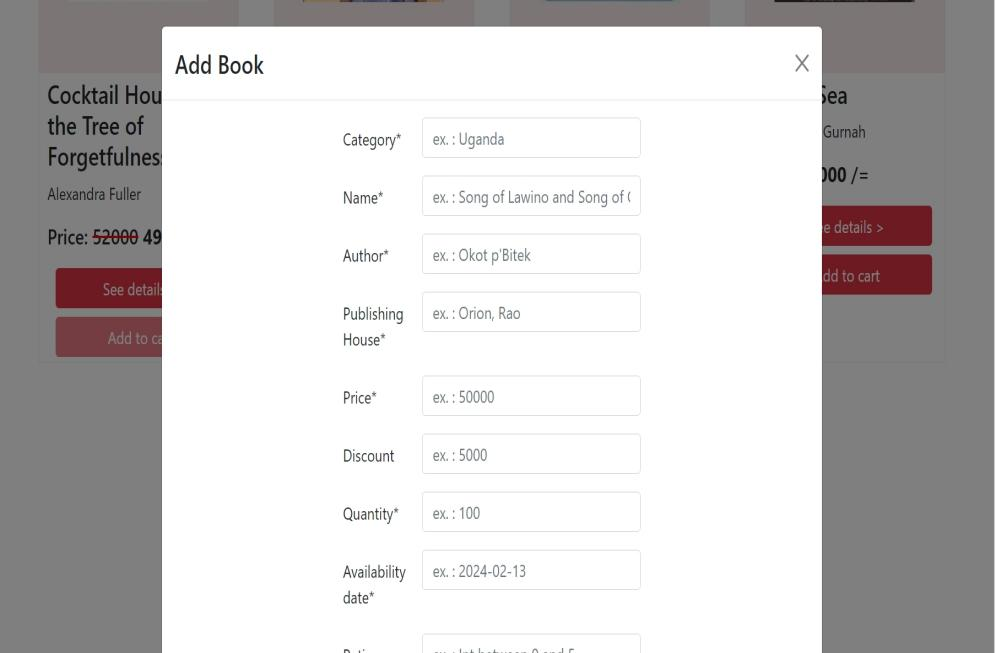 Add Book
X
Cocktail Hou
the Tree of
Forgetfulness
Alexandra Fuller
Price: 52000 49
See details
Add to ca
Sea
Gurnah
000 /=
ee details >
dd to cart
Category*
ex. : Uganda
Name*
ex. : Song of Lawino and Song of
Author*
ex. : Okot p'Bitek
Publishing
House*
ex. : Orion, Rao
Price*
ex. : 50000
Discount
ex. : 5000
Quantity*
ex. : 100
Availability
date*
ex. : 2024-02-13
ex. : Int between 0 and 5